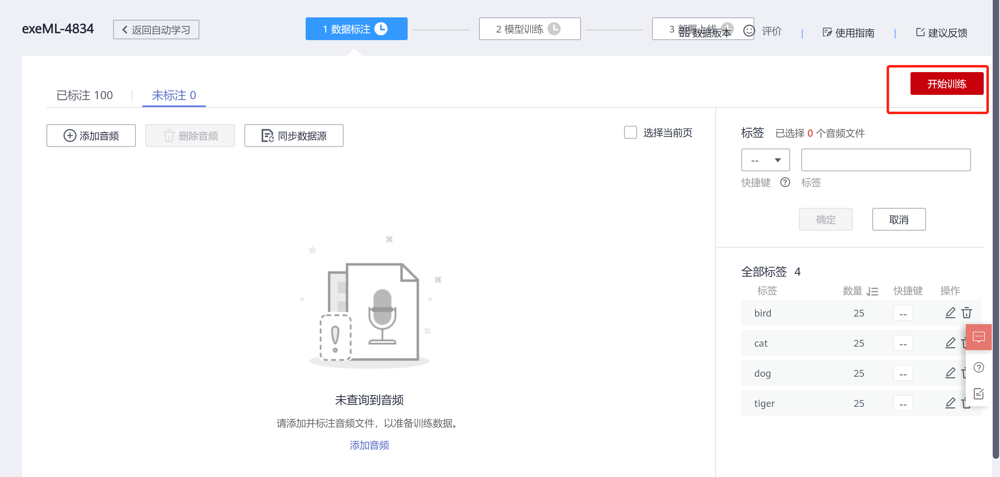 exeML-4834
返回自动学习
1 数据标注
2 模型训练
3 部署上线
数据版本
评价
使用指南
建议反馈
开始训练
已标注 100
未标注 0
添加音频
删除音频
同步数据源
选择当前页
标签 已选择 0 个音频文件
--
快捷键
标签
确定
取消
全部标签 4
标签 数量 快捷键 操作
bird 25 --
cat 25 --
dog 25 --
tiger 25 --
未查询到音频
请添加并标注音频文件，以准备训练数据。
添加音频